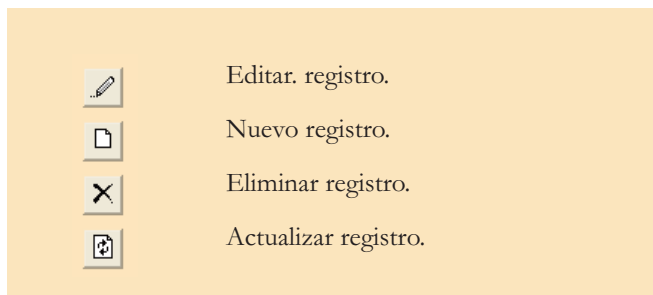 Editar. registro.
Nuevo registro.
Eliminar registro.
Actualizar registro.